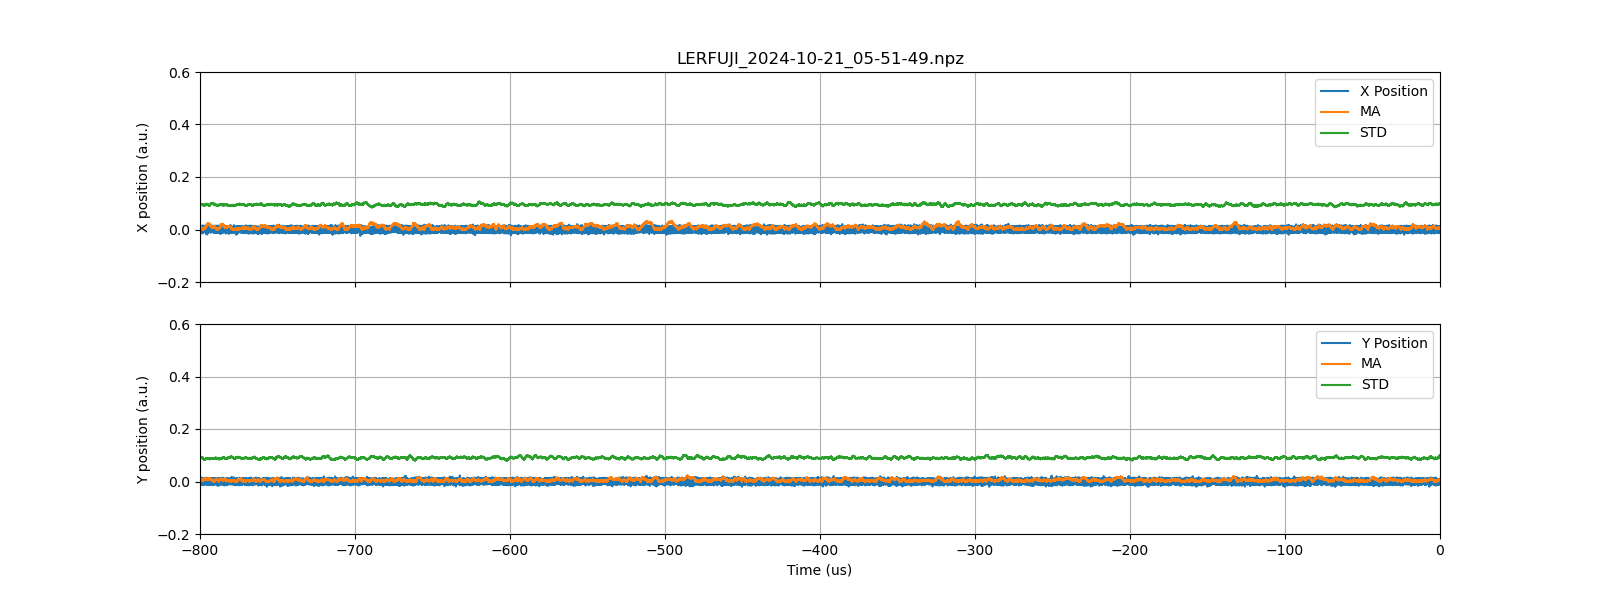 LERFUJI_2024-10-21_05-51-49.npz
0.6
0.4
0.2
0.0
−0.2
X position (a.u.)
X Position
MA
STD
0.6
0.4
0.2
0.0
−0.2
Y position (a.u.)
Y Position
MA
STD
−800 −700 −600 −500 −400 −300 −200 −100 0
Time (us)